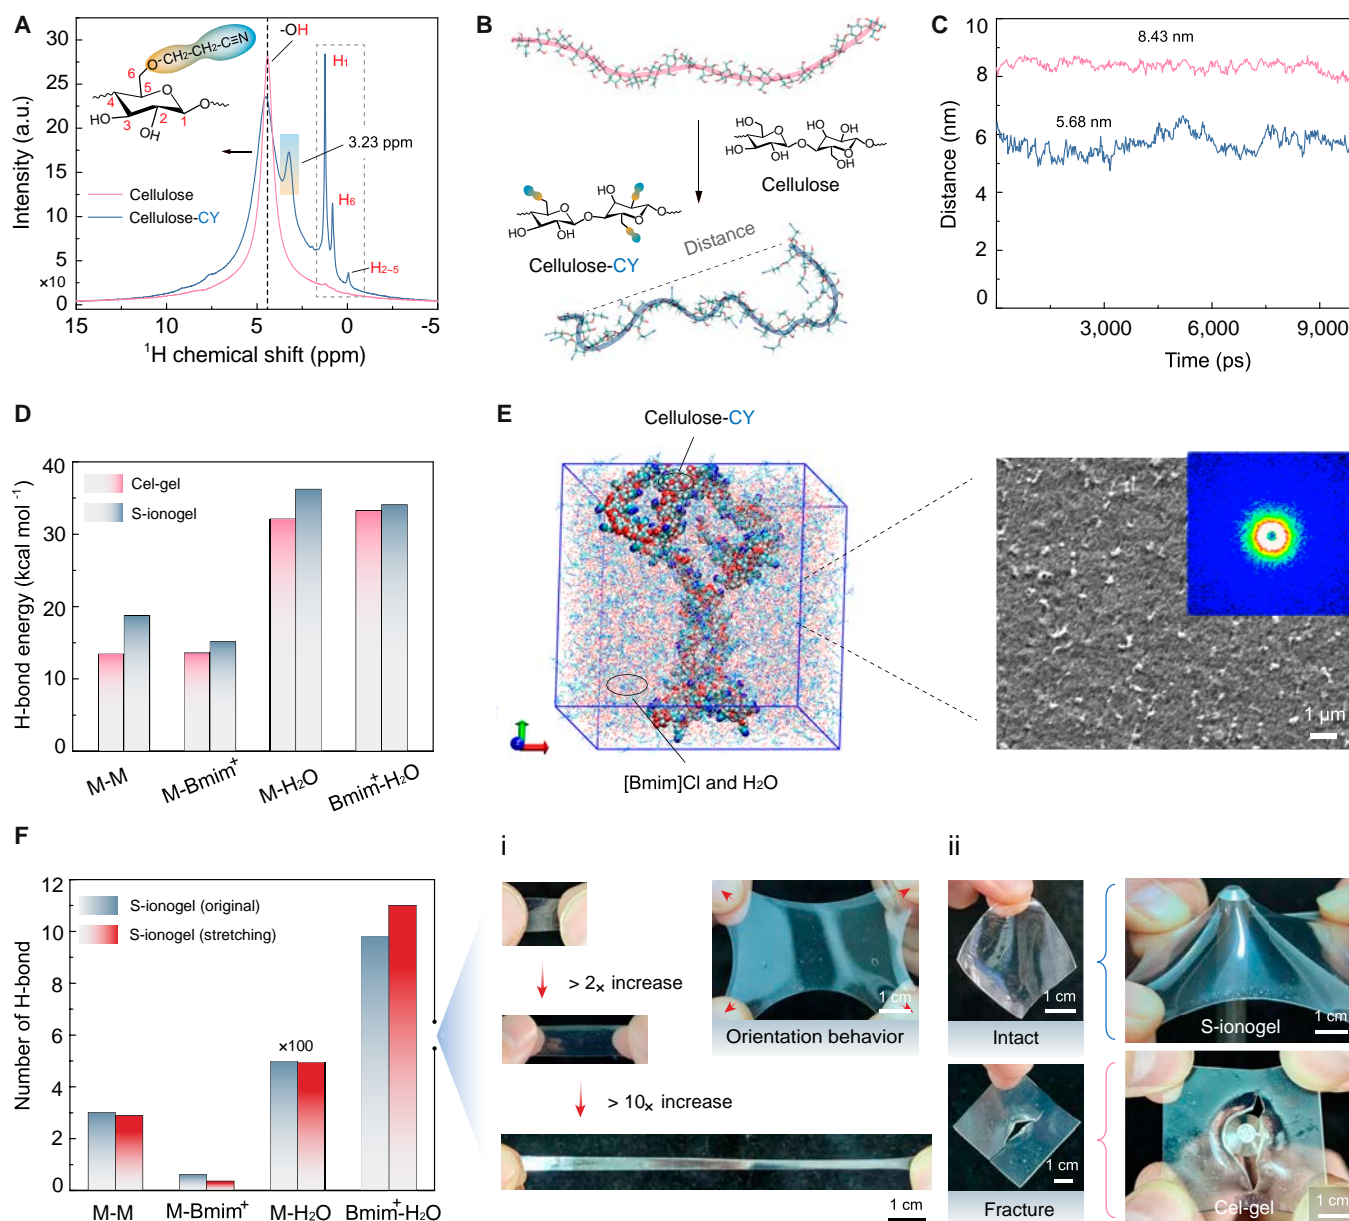 A
30
25
20
15
10
5
×10
0
Intensity (a.u.)
O-CH2-CH2-C≡N
6
5
4
3
2
1
HO
OH
O
O
-OH
H1
3.23 ppm
H6
H2~5
Cellulose
Cellulose-CY
15
10
5
0
-5
1H chemical shift (ppm)
B
Cellulose
Cellulose-CY
Distance
C
10
8
6
4
2
0
Distance (nm)
8.43 nm
5.68 nm
3,000
6,000
9,000
Time (ps)
D
40
30
20
10
0
H-bond energy (kcal mol -1)
Cel-gel
S-ionogel
M-M
M-Bmim+
M-H2O
Bmim+-H2O
E
Cellulose-CY
[Bmim]Cl and H2O
1 μm
F
12
10
8
6
4
2
0
Number of H-bond
S-ionogel (original)
S-ionogel (stretching)
×100
M-M
M-Bmim+
M-H2O
Bmim+-H2O
i
> 2× increase
> 10× increase
1 cm
Orientation behavior
1 cm
ii
1 cm
Intact
1 cm
Fracture
S-ionogel
1 cm
Cel-gel
1 cm